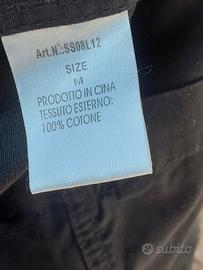 Art.N°:SS08L12
SIZE
M
PRODOTTO IN CINA
TESSUTO ESTERNO:
100% COTONE
subito